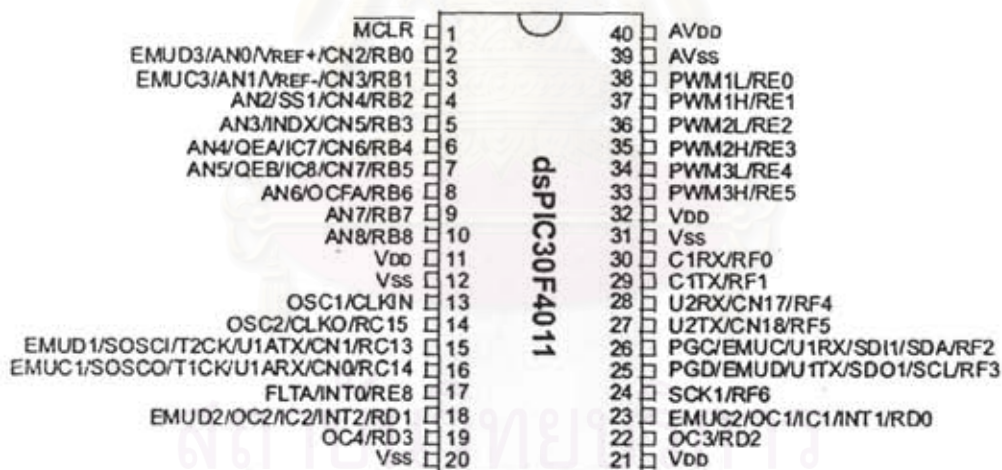 MCLR 1
EMUD3/AN0/VREF+/CN2/RB0 2
EMUC3/AN1/VREF-/CN3/RB1 3
AN2/SS1/CN4/RB2 4
AN3/INDX/CN5/RB3 5
AN4/QEA/IC7/CN6/RB4 6
AN5/QEB/IC8/CN7/RB5 7
AN6/OCFA/RB6 8
AN7/RB7 9
AN8/RB8 10
VDD 11
VSS 12
OSC1/CLKIN 13
OSC2/CLKO/RC15 14
EMUD1/SOSCI/T2CK/U1ATX/CN1/RC13 15
EMUC1/SOSCO/T1CK/U1ARX/CN0/RC14 16
FLTA/INT0/RE8 17
EMUD2/OC2/IC2/INT2/RD1 18
OC4/RD3 19
VSS 20
dsPIC30F4011
40 AVDD
39 AVSS
38 PWM1L/RE0
37 PWM1H/RE1
36 PWM2L/RE2
35 PWM2H/RE3
34 PWM3L/RE4
33 PWM3H/RE5
32 VDD
31 VSS
30 C1RX/RF0
29 C1TX/RF1
28 U2RX/CN17/RF4
27 U2TX/CN18/RF5
26 PGC/EMUC/U1RX/SDI1/SDA/RF2
25 PGD/EMUD/U1TX/SDO1/SCL/RF3
24 SCK1/RF6
23 EMUC2/OC1/IC1/INT1/RD0
22 OC3/RD2
21 VDD